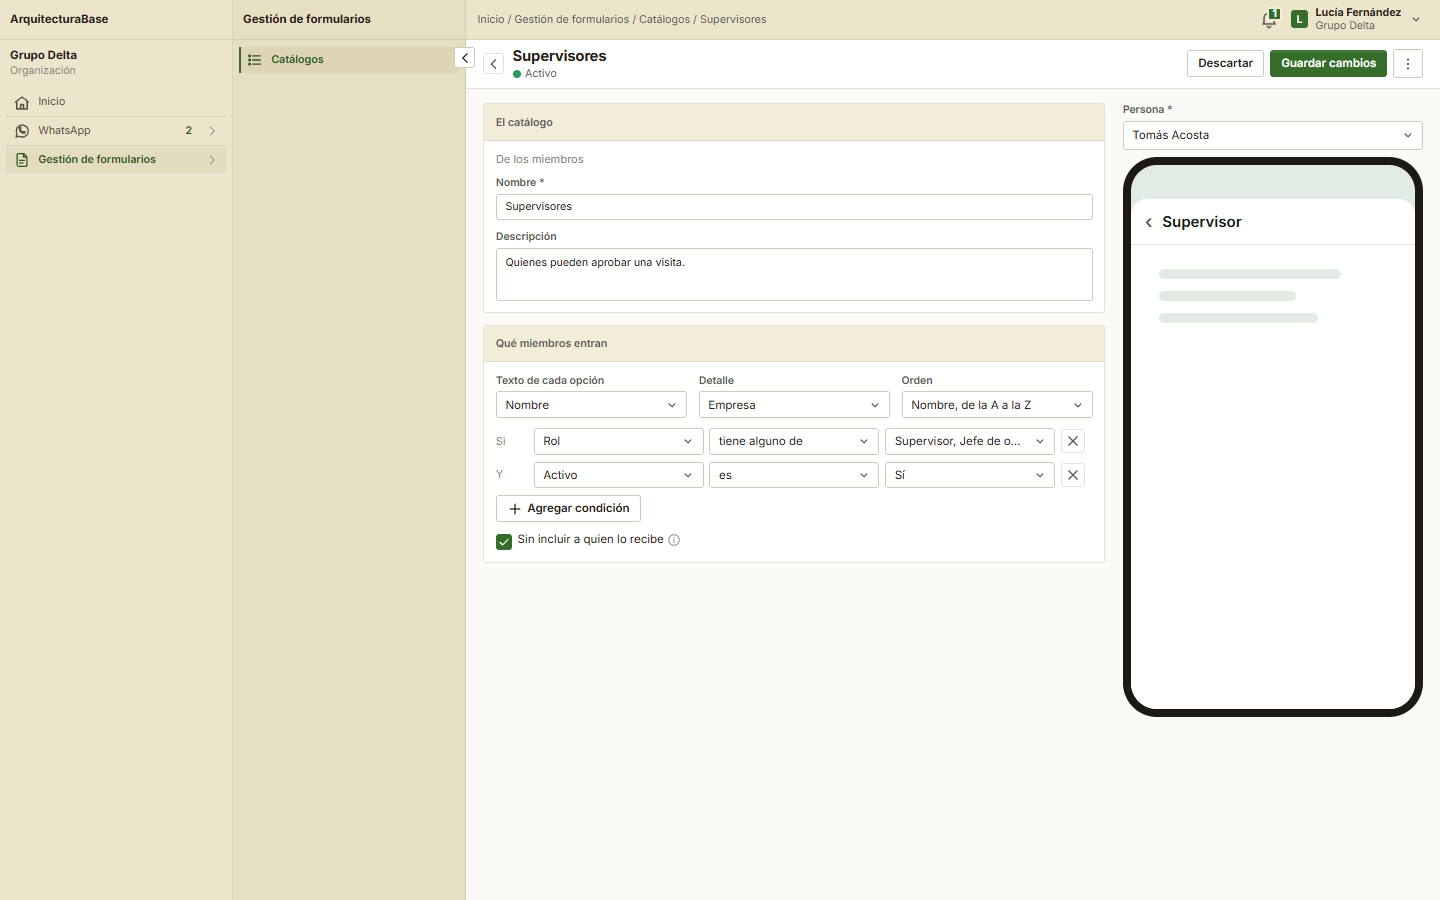 ArquitecturaBase
Grupo Delta
Organización
Inicio
WhatsApp 2
Gestión de formularios
Gestión de formularios
Catálogos
Inicio / Gestión de formularios / Catálogos / Supervisores
1
L
Lucía Fernández
Grupo Delta
Supervisores
Activo
Descartar
Guardar cambios
El catálogo
De los miembros
Nombre *
Supervisores
Descripción
Quienes pueden aprobar una visita.
Qué miembros entran
Texto de cada opción Detalle Orden
Nombre Empresa Nombre, de la A a la Z
Si Rol tiene alguno de Supervisor, Jefe de o...
Y Activo es Sí
Agregar condición
Sin incluir a quien lo recibe
Persona *
Tomás Acosta
Supervisor